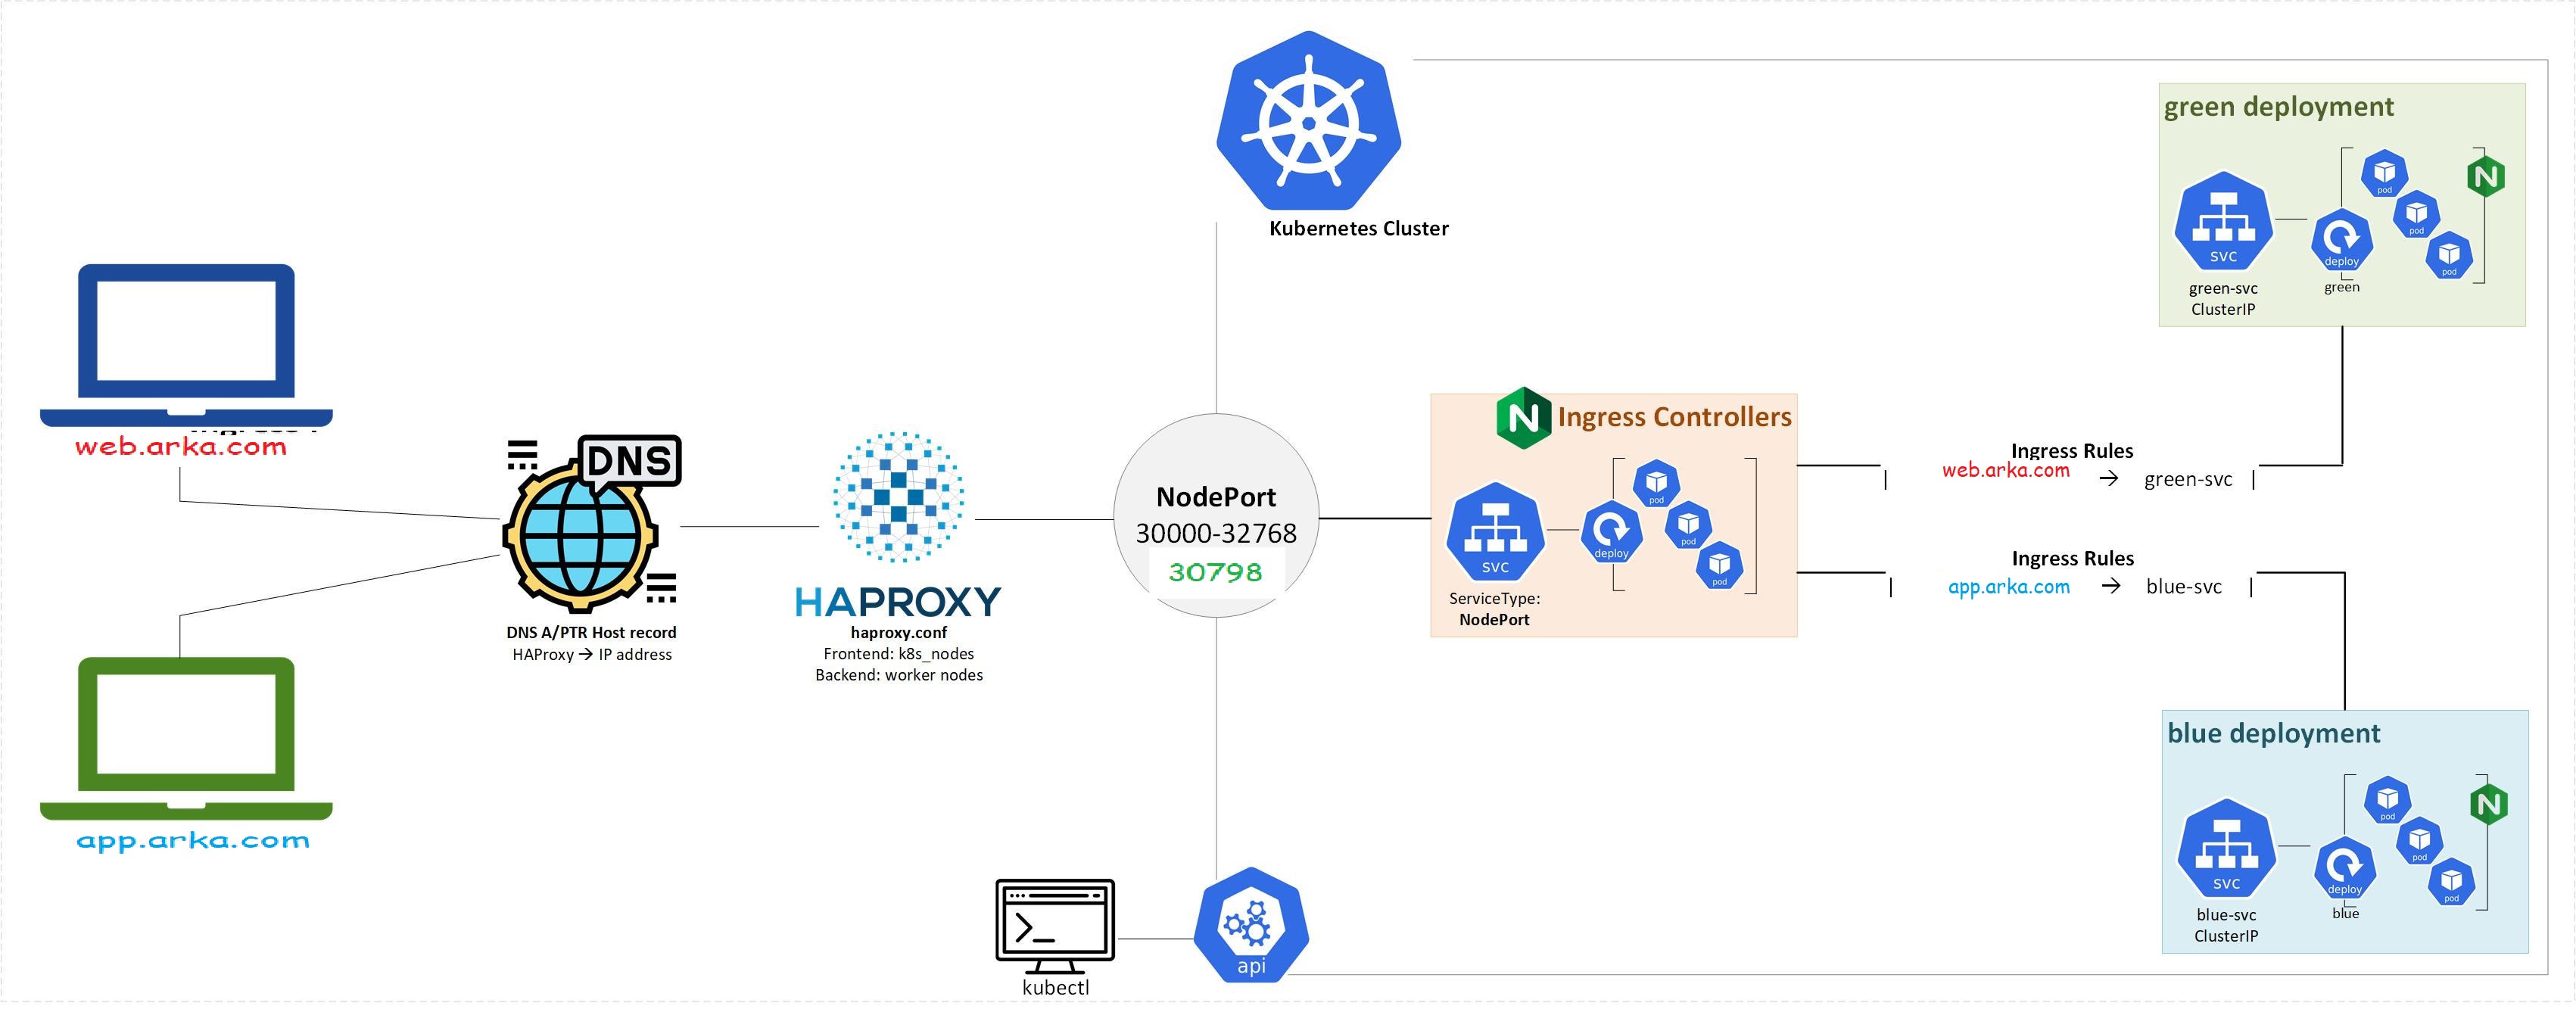 Kubernetes Cluster
green deployment
pod
pod
pod
svc
deploy
green
green-svc
ClusterIP
N
web.arka.com
DNS
DNS A/PTR Host record
HAProxy → IP address
HAPROXY
haproxy.conf
Frontend: k8s_nodes
Backend: worker nodes
NodePort
30000-32768
30798
N
Ingress Controllers
pod
pod
pod
svc
deploy
ServiceType:
NodePort
Ingress Rules
web.arka.com → green-svc
Ingress Rules
app.arka.com → blue-svc
app.arka.com
blue deployment
pod
pod
pod
svc
deploy
blue
blue-svc
ClusterIP
N
kubectl
api